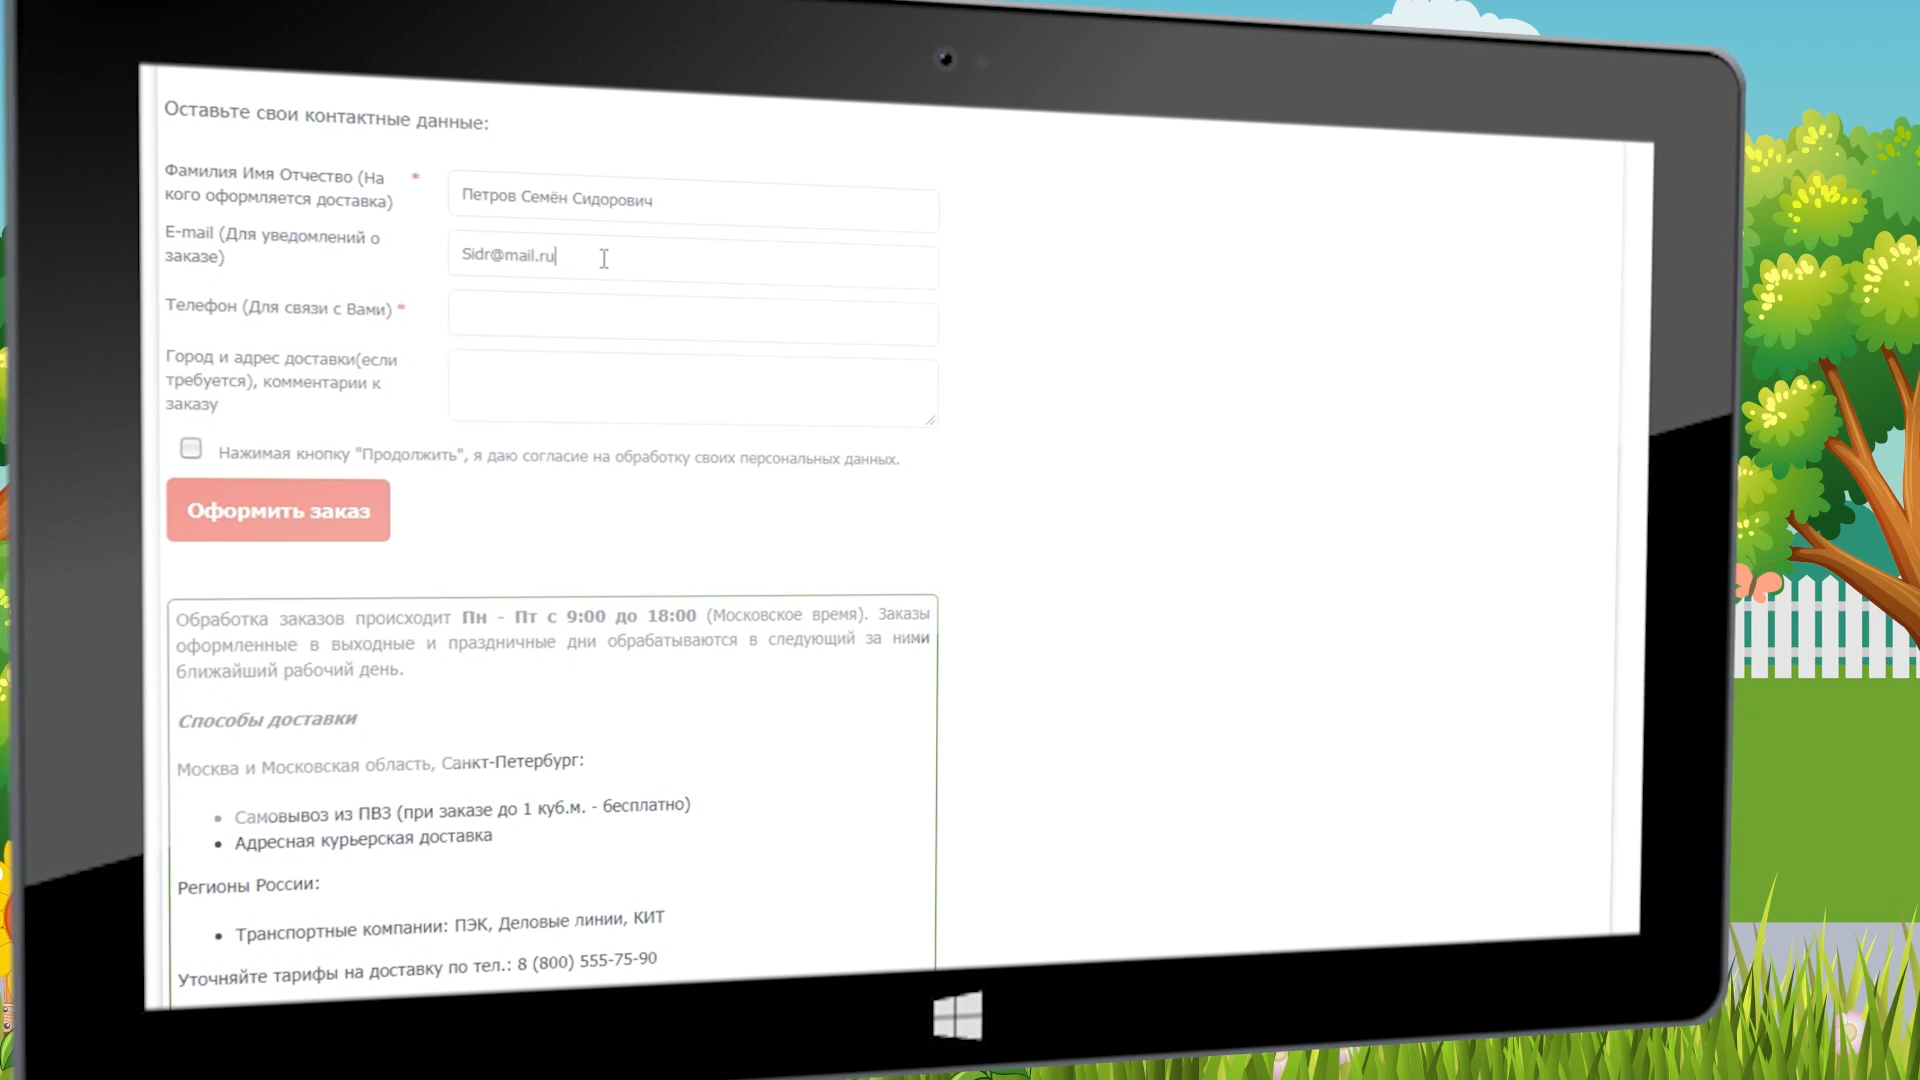 Оставьте свои контактные данные:
Фамилия Имя Отчество (На *
кого оформляется доставка)
Петров Семён Сидорович
E-mail (Для уведомлений о
заказе)
Sidr@mail.ru
Телефон (Для связи с Вами) *
Город и адрес доставки(если
требуется), комментарии к
заказу
Нажимая кнопку "Продолжить", я даю согласие на обработку своих персональных данных.
Оформить заказ
Обработка заказов происходит Пн - Пт с 9:00 до 18:00 (Московское время). Заказы
оформленные в выходные и праздничные дни обрабатываются в следующий за ними
ближайший рабочий день.
Способы доставки
Москва и Московская область, Санкт-Петербург:
• Самовывоз из ПВЗ (при заказе до 1 куб.м. - бесплатно)
• Адресная курьерская доставка
Регионы России:
• Транспортные компании: ПЭК, Деловые линии, КИТ
Уточняйте тарифы на доставку по тел.: 8 (800) 555-75-90